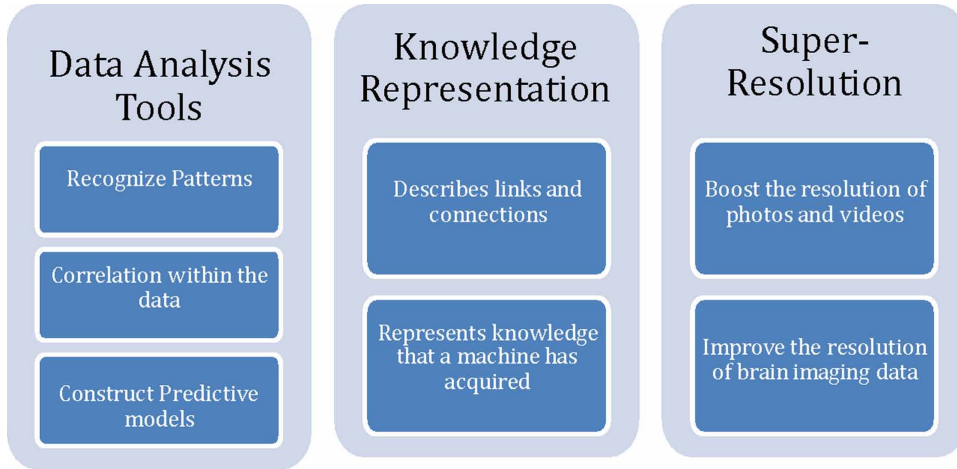 Data Analysis
Tools
Recognize Patterns
Correlation within the
data
Construct Predictive
models
Knowledge
Representation
Describes links and
connections
Represents knowledge
that a machine has
acquired
Super-
Resolution
Boost the resolution of
photos and videos
Improve the resolution
of brain imaging data